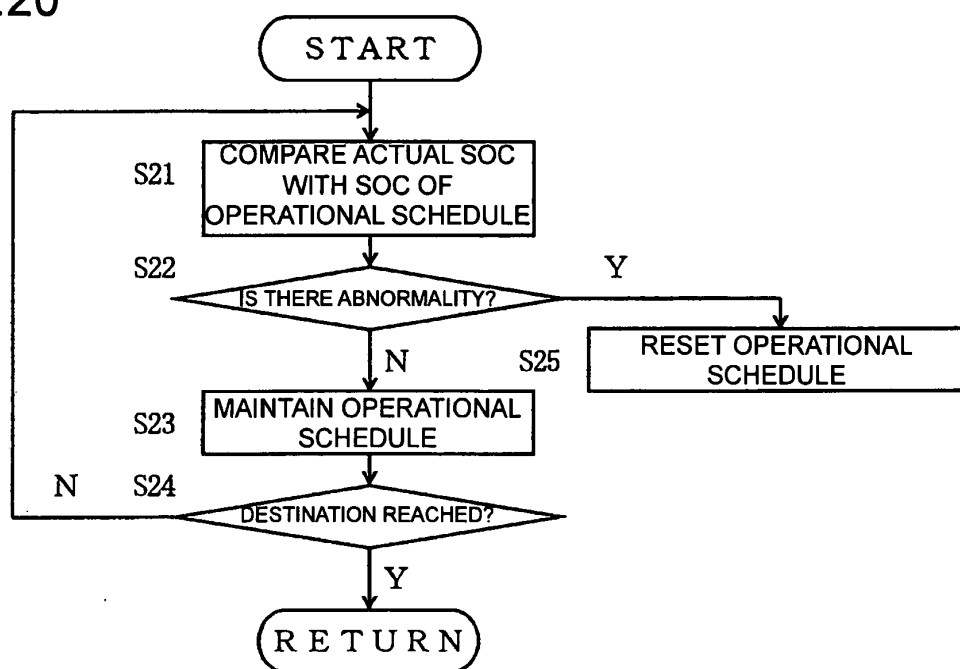 20
START
S21
COMPARE ACTUAL SOC
WITH SOC OF
OPERATIONAL SCHEDULE
S22
IS THERE ABNORMALITY?
Y
N
S25
RESET OPERATIONAL
SCHEDULE
S23
MAINTAIN OPERATIONAL
SCHEDULE
N
S24
DESTINATION REACHED?
Y
RETURN